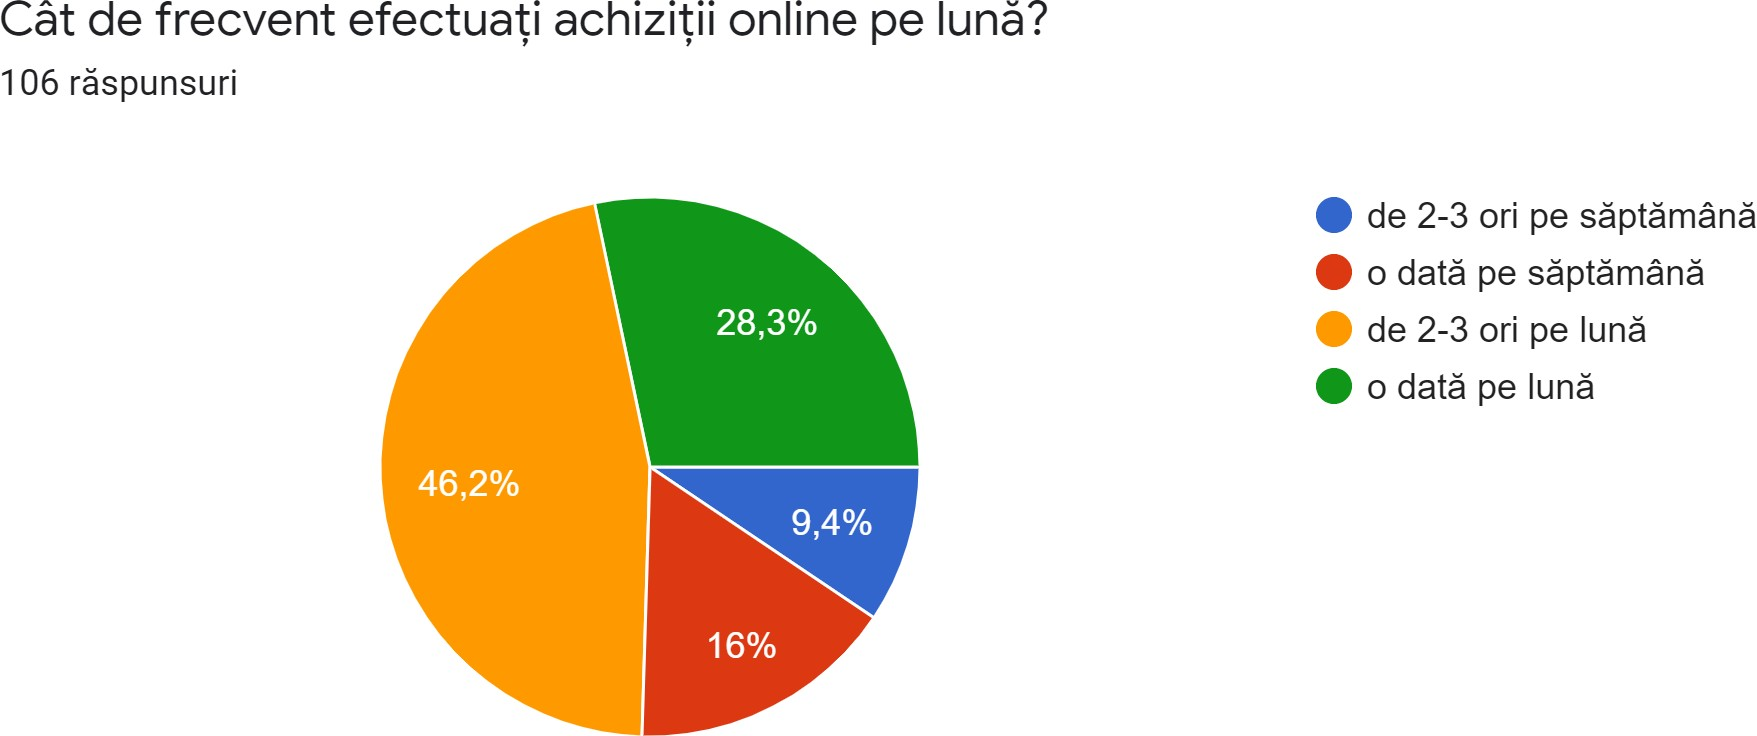 Cât de frecvent efectuați achiziții online pe lună?
106 răspunsuri
de 2-3 ori pe săptămână
o dată pe săptămână
de 2-3 ori pe lună
o dată pe lună
28,3%
46,2%
9,4%
16%